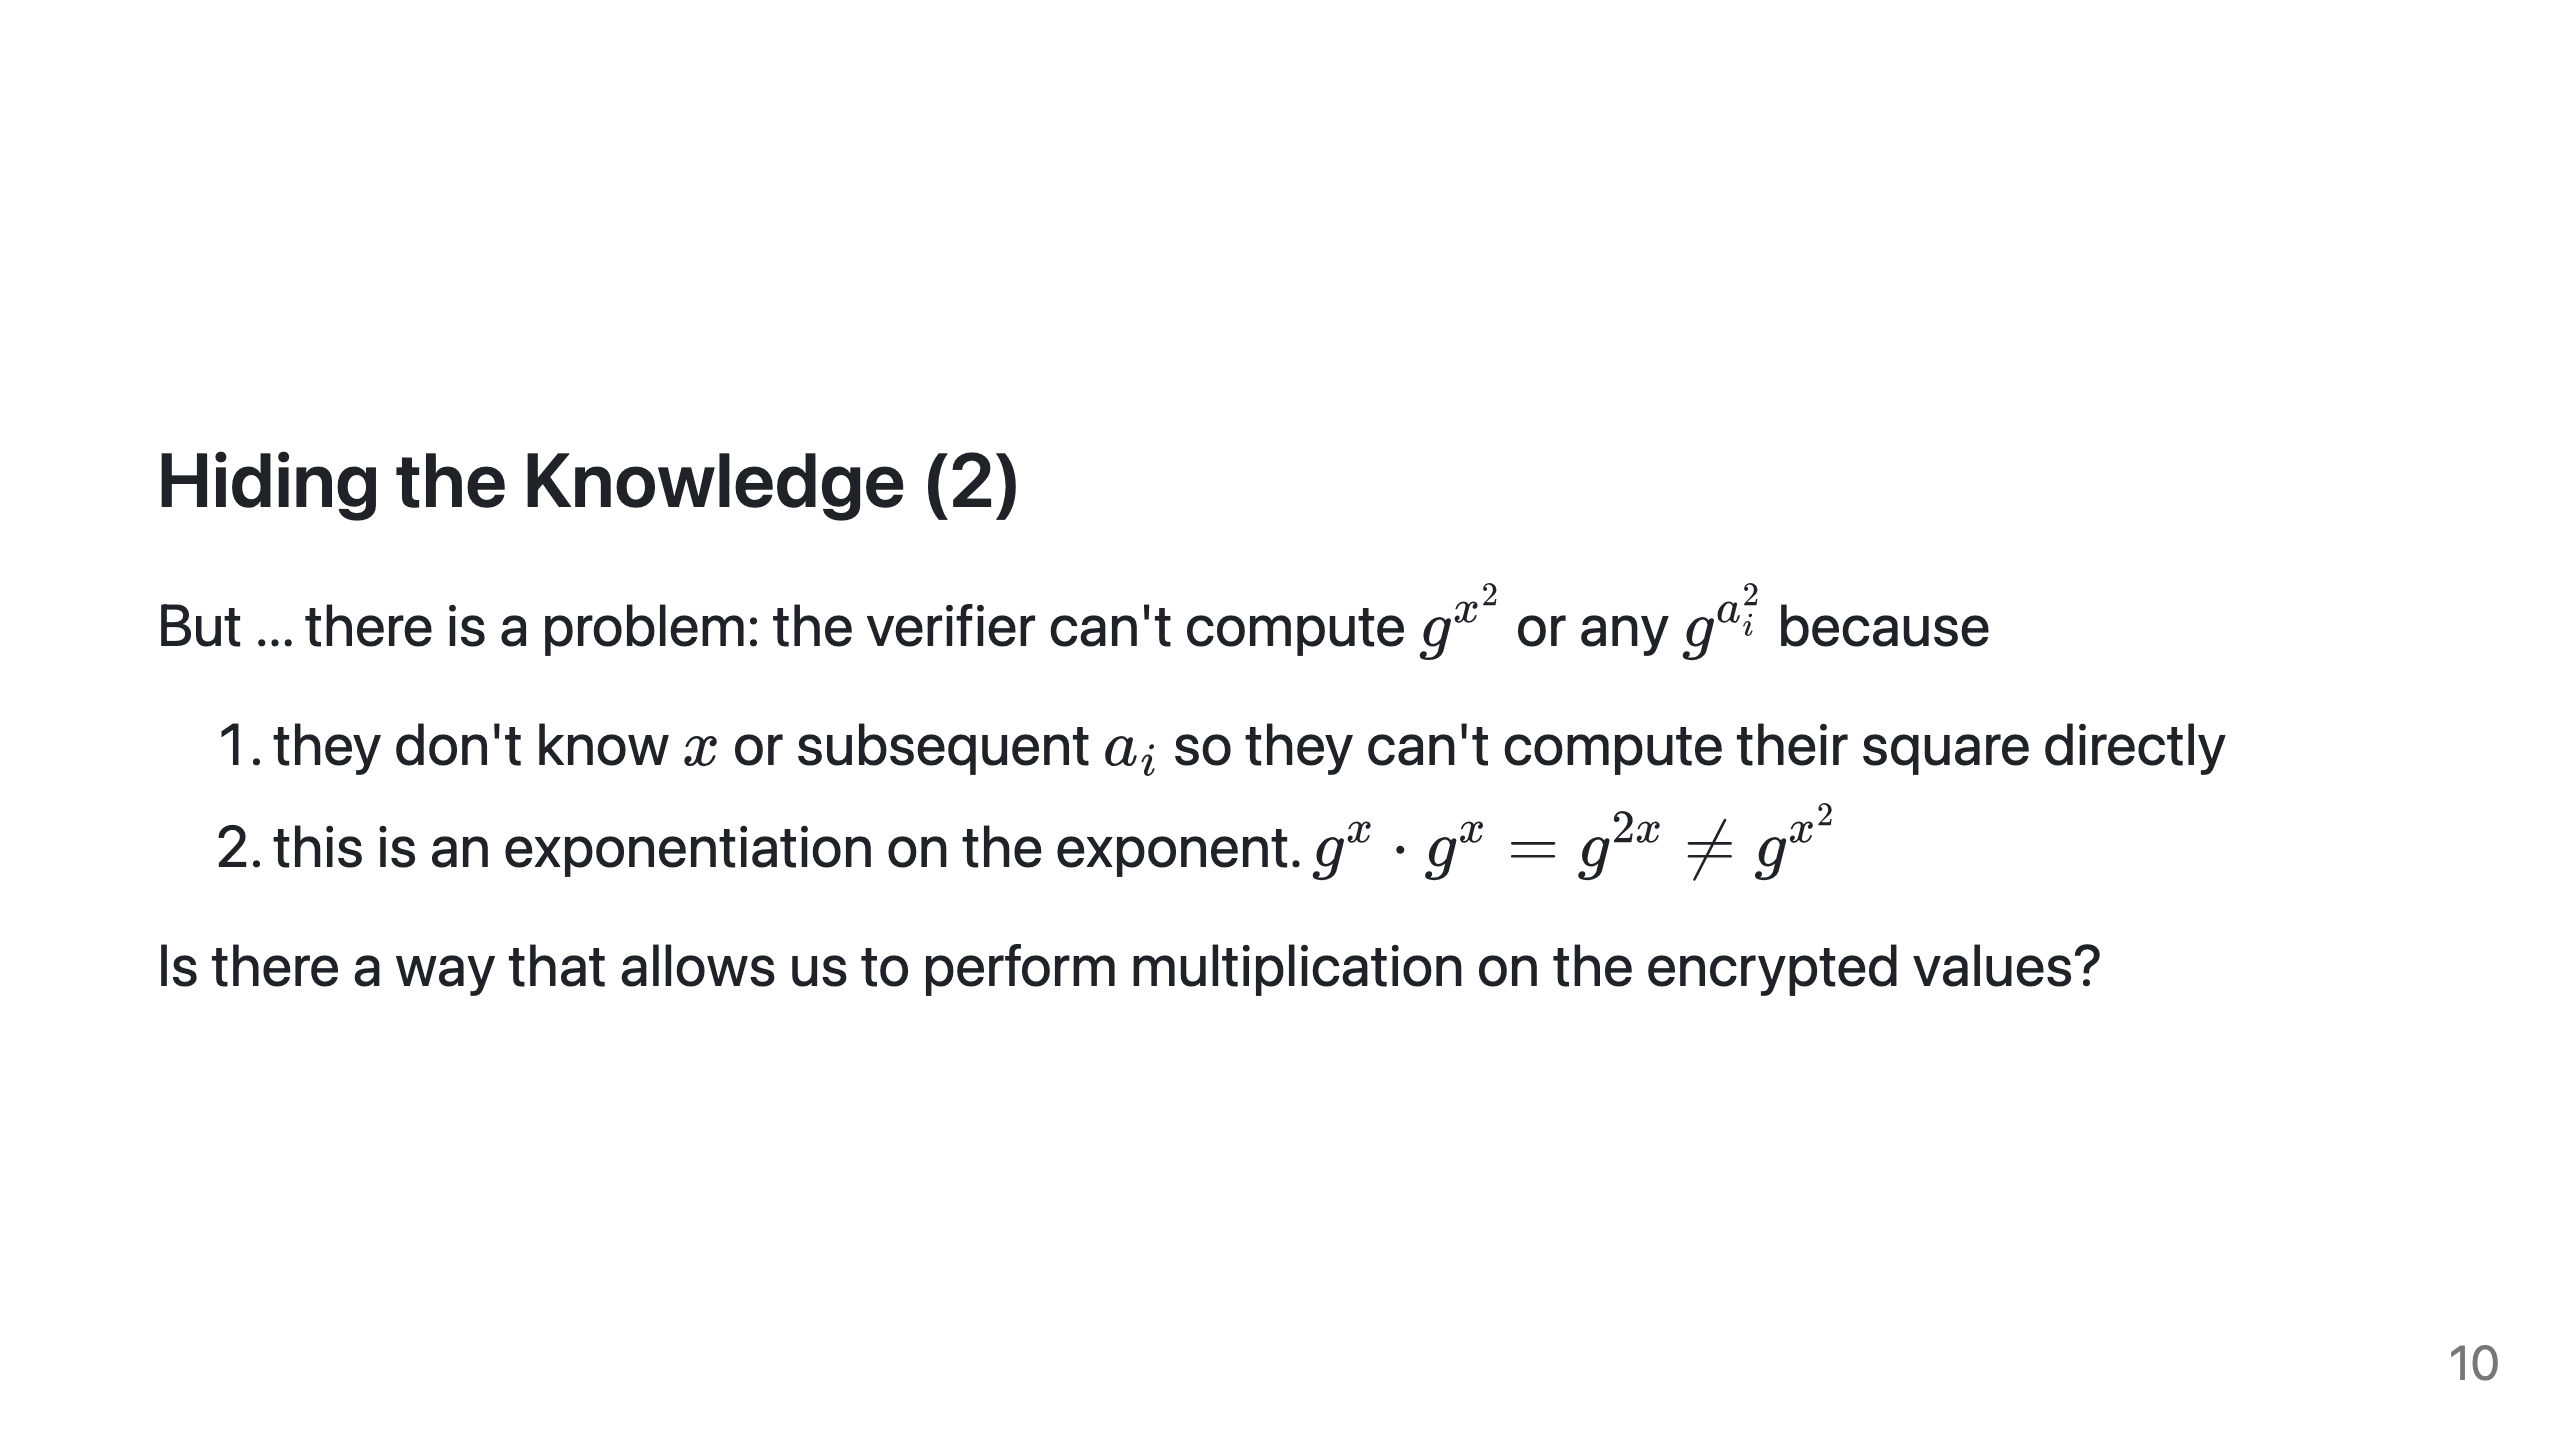 Hiding the Knowledge (2)
But ... there is a problem: the verifier can't compute $g^{x^2}$ or any $g^{a_i^2}$ because
1. they don't know $x$ or subsequent $a_i$ so they can't compute their square directly
2. this is an exponentiation on the exponent. $g^x \cdot g^x = g^{2x} \neq g^{x^2}$
Is there a way that allows us to perform multiplication on the encrypted values?
10